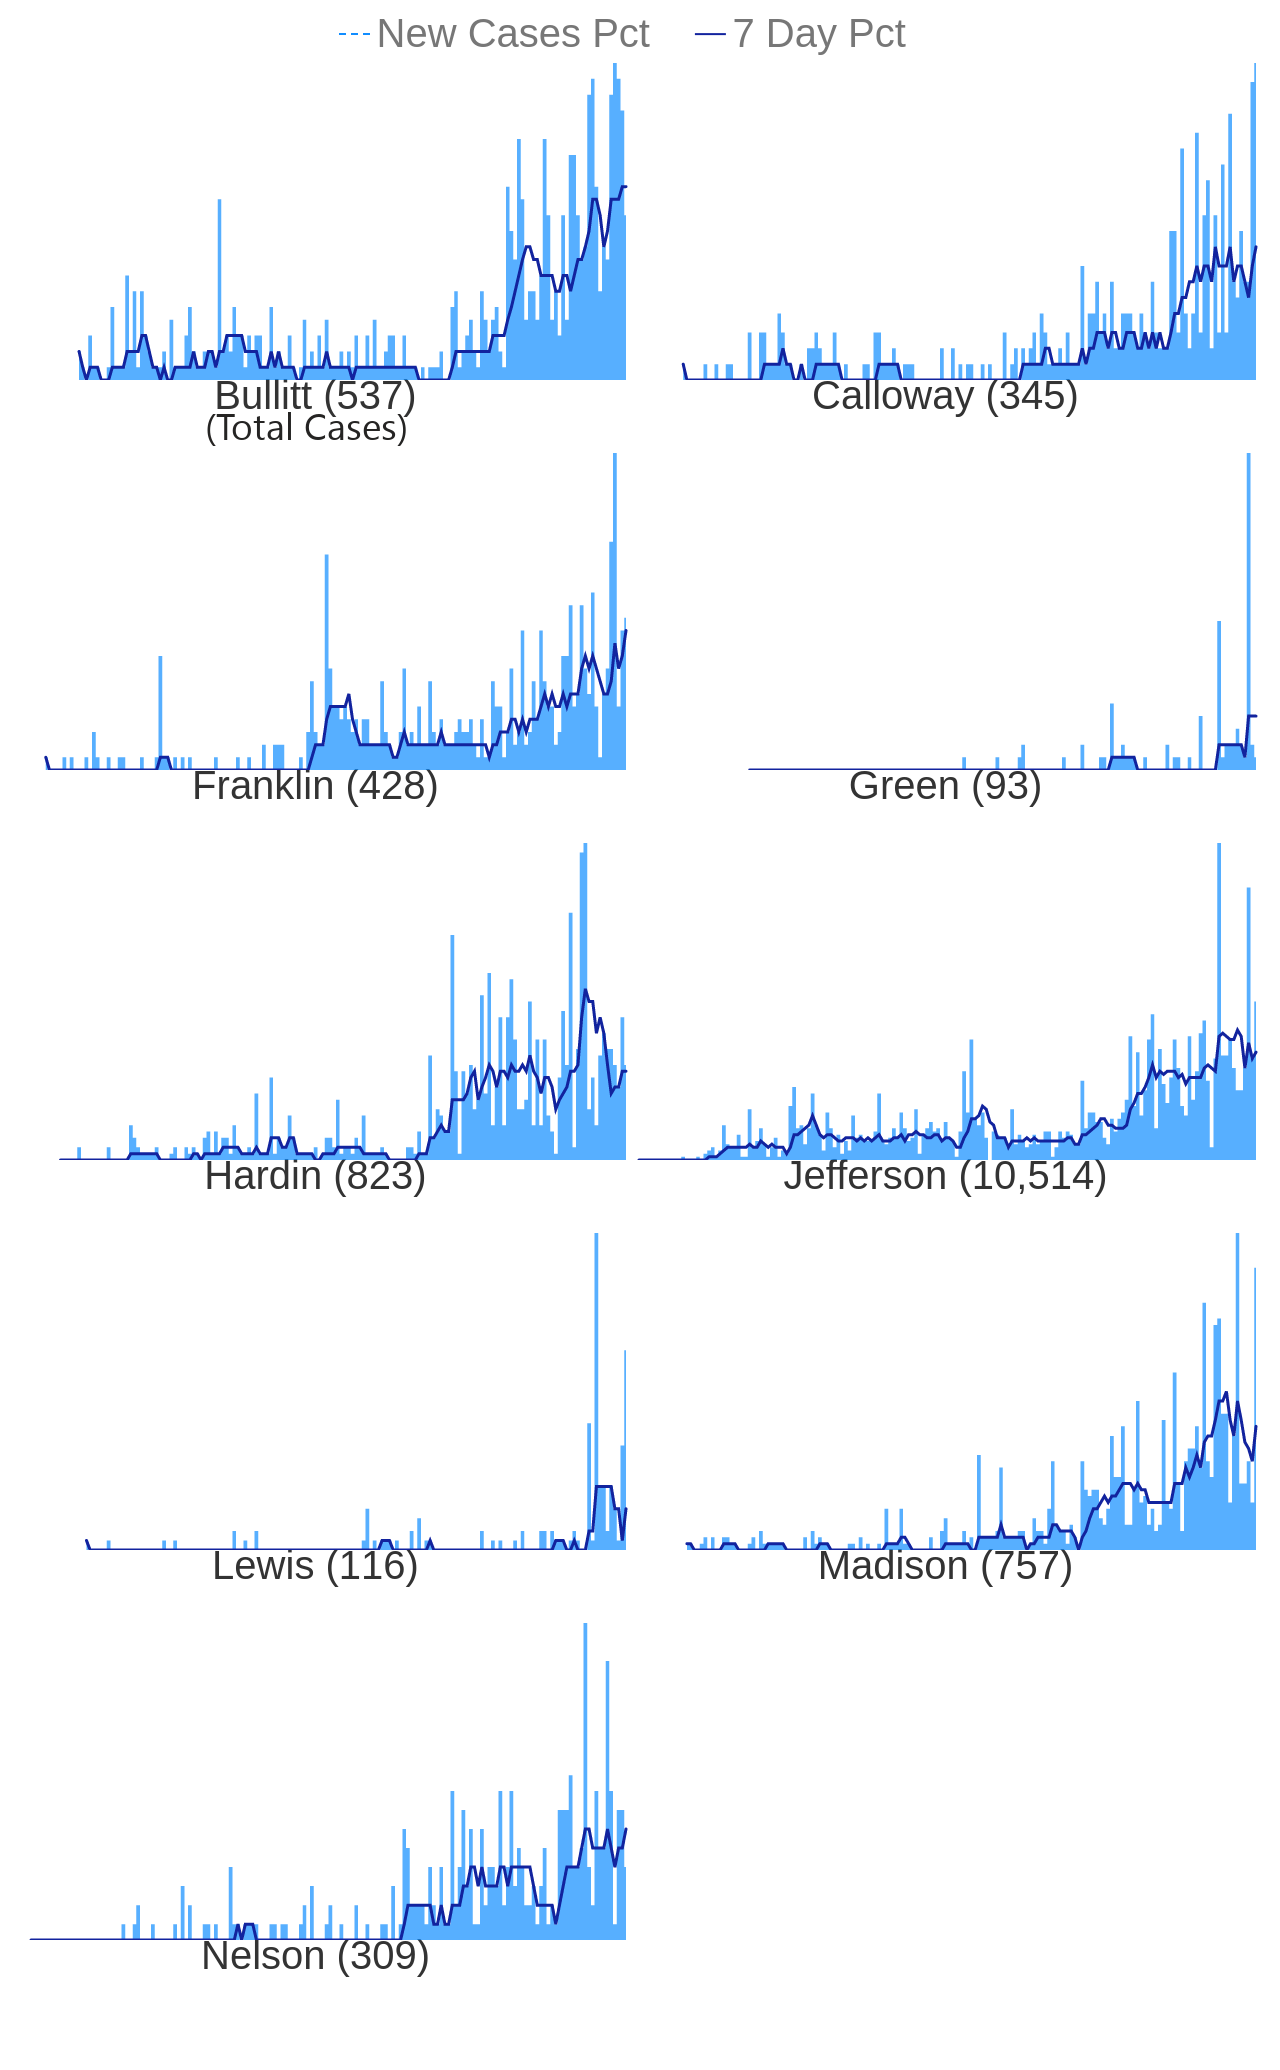 New Cases Pct 7 Day Pct
Bullitt (537) Calloway (345)
(Total Cases)
Franklin (428) Green (93)
Hardin (823) Jefferson (10,514)
Lewis (116) Madison (757)
Nelson (309)